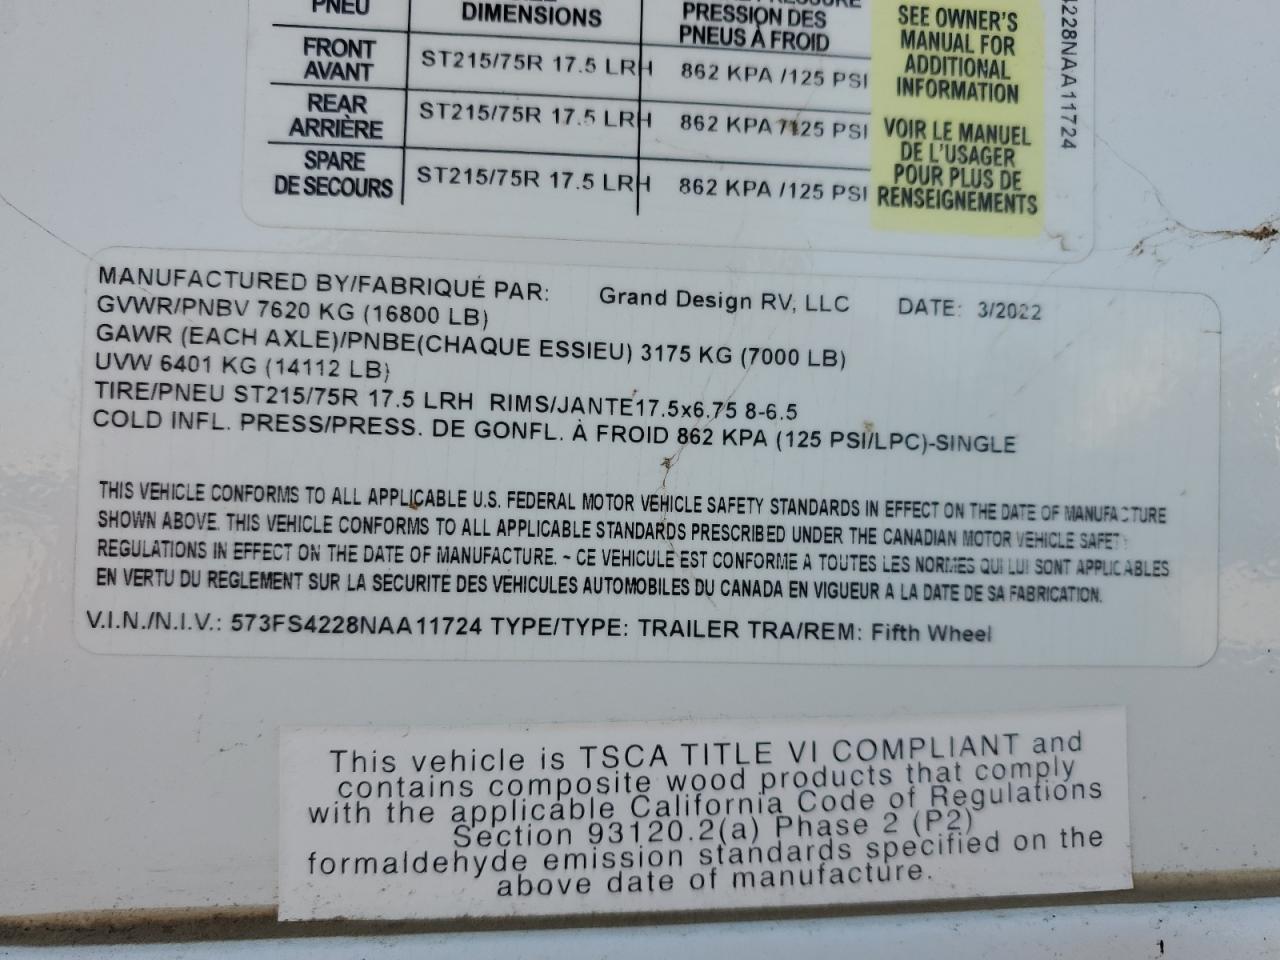 PNEU
DIMENSIONS
PRESSION DES
PNEUS À FROID
FRONT
AVANT
ST215/75R 17.5 LRH
862 KPA /125 PSI
REAR
ARRIÈRE
ST215/75R 17.5 LRH
862 KPA /125 PSI
SPARE
DE SECOURS
ST215/75R 17.5 LRH
862 KPA /125 PSI
SEE OWNER'S
MANUAL FOR
ADDITIONAL
INFORMATION
VOIR LE MANUEL
DE L'USAGER
POUR PLUS DE
RENSEIGNEMENTS
4228NAA11724
MANUFACTURED BY/FABRIQUÉ PAR: Grand Design RV, LLC DATE: 3/2022
GVWR/PNBV 7620 KG (16800 LB)
GAWR (EACH AXLE)/PNBE(CHAQUE ESSIEU) 3175 KG (7000 LB)
UVW 6401 KG (14112 LB)
TIRE/PNEU ST215/75R 17.5 LRH RIMS/JANTE17.5x6.75 8-6.5
COLD INFL. PRESS/PRESS. DE GONFL. À FROID 862 KPA (125 PSI/LPC)-SINGLE
THIS VEHICLE CONFORMS TO ALL APPLICABLE U.S. FEDERAL MOTOR VEHICLE SAFETY STANDARDS IN EFFECT ON THE DATE OF MANUFACTURE
SHOWN ABOVE. THIS VEHICLE CONFORMS TO ALL APPLICABLE STANDARDS PRESCRIBED UNDER THE CANADIAN MOTOR VEHICLE SAFETY
REGULATIONS IN EFFECT ON THE DATE OF MANUFACTURE. ~ CE VEHICULE EST CONFORME A TOUTES LES NORMES QUI LUI SONT APPLICABLES
EN VERTU DU REGLEMENT SUR LA SECURITE DES VEHICULES AUTOMOBILES DU CANADA EN VIGUEUR A LA DATE DE SA FABRICATION.
V.I.N./N.I.V.: 573FS4228NAA11724 TYPE/TYPE: TRAILER TRA/REM: Fifth Wheel
This vehicle is TSCA TITLE VI COMPLIANT and
contains composite wood products that comply
with the applicable California Code of Regulations
Section 93120.2(a) Phase 2 (P2)
formaldehyde emission standards specified on the
above date of manufacture.